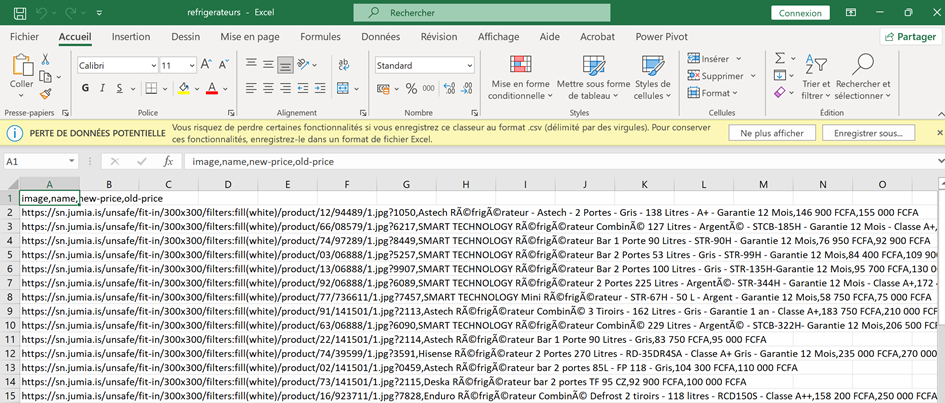 refrigerateurs - Excel
Rechercher
Connexion
Fichier Accueil Insertion Dessin Mise en page Formules Données Révision Affichage Aide Acrobat Power Pivot
Partager
Coller
Calibri 11
Standard
G I S
% 000
Mise en forme conditionnelle
Mettre sous forme de tableau
Styles de cellules
Insérer
Supprimer
Format
Trier et filtrer
Rechercher et sélectionner
Presse-papiers Police Alignement Nombre Styles Cellules Édition
PERTE DE DONNÉES POTENTIELLE Vous risquez de perdre certaines fonctionnalités si vous enregistrez ce classeur au format .csv (délimité par des virgules). Pour conserver
ces fonctionnalités, enregistrez-le dans un format de fichier Excel.
Ne plus afficher
Enregistrer sous...
A1 fx image,name,new-price,old-price
A B C D E F G H I J K L M N O
1 image,name,new-price,old-price
2 https://sn.jumia.is/unsafe/fit-in/300x300/filters:fill(white)/product/12/94489/1.jpg?1050,Astech RÃ©frigÃ©rateur - Astech - 2 Portes - Gris - 138 Litres - A+ - Garantie 12 Mois,146 900 FCFA,155 000 FCFA
3 https://sn.jumia.is/unsafe/fit-in/300x300/filters:fill(white)/product/66/08579/1.jpg?6217,SMART TECHNOLOGY RÃ©frigÃ©rateur CombinÃ© 127 Litres - ArgentÃ© - STCB-185H - Garantie 12 Mois - Classe A+,
4 https://sn.jumia.is/unsafe/fit-in/300x300/filters:fill(white)/product/74/97289/1.jpg?8449,SMART TECHNOLOGY RÃ©frigÃ©rateur Bar 1 Porte 90 Litres - STR-90H - Garantie 12 Mois,76 950 FCFA,92 900 FCFA
5 https://sn.jumia.is/unsafe/fit-in/300x300/filters:fill(white)/product/03/06888/1.jpg?5257,SMART TECHNOLOGY RÃ©frigÃ©rateur Bar 2 Portes 53 Litres - Gris - STR-99H - Garantie 12 Mois,84 400 FCFA,109 900
6 https://sn.jumia.is/unsafe/fit-in/300x300/filters:fill(white)/product/13/06888/1.jpg?9907,SMART TECHNOLOGY RÃ©frigÃ©rateur Bar 2 Portes 100 Litres - Gris - STR-135H-Garantie 12 Mois,95 700 FCFA,130 00
7 https://sn.jumia.is/unsafe/fit-in/300x300/filters:fill(white)/product/92/06888/1.jpg?6089,SMART TECHNOLOGY RÃ©frigÃ©rateur 2 Portes 225 Litres - ArgentÃ©- STR-344H - Garantie 12 Mois - Classe A+,172
8 https://sn.jumia.is/unsafe/fit-in/300x300/filters:fill(white)/product/77/736611/1.jpg?7457,SMART TECHNOLOGY Mini RÃ©frigÃ©rateur - STR-67H - 50 L - Argent - Garantie 12 Mois,58 750 FCFA,75 000 FCFA
9 https://sn.jumia.is/unsafe/fit-in/300x300/filters:fill(white)/product/91/141501/1.jpg?2113,Astech RÃ©frigÃ©rateur CombinÃ© 3 Tiroirs - 162 Litres - Gris - Garantie 1 an - Classe A+,183 750 FCFA,210 000 FC
10 https://sn.jumia.is/unsafe/fit-in/300x300/filters:fill(white)/product/63/06888/1.jpg?6090,SMART TECHNOLOGY RÃ©frigÃ©rateur CombinÃ© 229 Litres - ArgentÃ© - STCB-322H- Garantie 12 Mois,206 500 FC
11 https://sn.jumia.is/unsafe/fit-in/300x300/filters:fill(white)/product/22/141501/1.jpg?2114,Astech RÃ©frigÃ©rateur Bar 1 Porte 90 Litres - Gris,83 750 FCFA,95 000 FCFA
12 https://sn.jumia.is/unsafe/fit-in/300x300/filters:fill(white)/product/74/39599/1.jpg?3591,Hisense RÃ©frigÃ©rateur 2 Portes 270 Litres - RD-35DR4SA - Classe A+ Gris - Garantie 12 Mois,235 000 FCFA,270 000
13 https://sn.jumia.is/unsafe/fit-in/300x300/filters:fill(white)/product/02/141501/1.jpg?0459,Astech RÃ©frigÃ©rateur bar 2 portes 85L - FP 118 - Gris,104 300 FCFA,110 000 FCFA
14 https://sn.jumia.is/unsafe/fit-in/300x300/filters:fill(white)/product/73/141501/1.jpg?2115,Deska RÃ©frigÃ©rateur bar 2 portes TF 95 CZ,92 900 FCFA,100 000 FCFA
15 https://sn.jumia.is/unsafe/fit-in/300x300/filters:fill(white)/product/16/923711/1.jpg?7828,Enduro RÃ©frigÃ©rateur Combiné Defrost 2 tiroirs - 118 litres - RCD150S - Classe A++,158 200 FCFA,250 000 FCFA